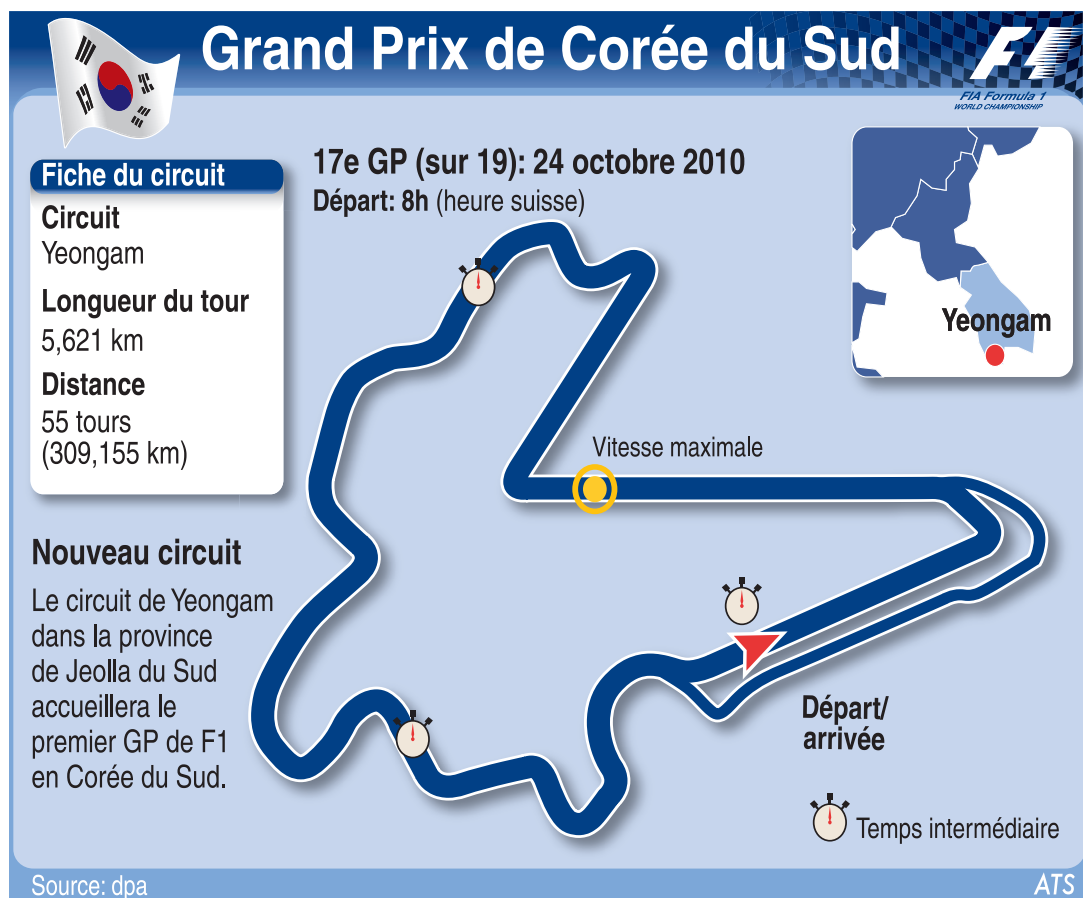 Grand Prix de Corée du Sud
F1
FIA Formula 1
WORLD CHAMPIONSHIP
Fiche du circuit
Circuit
Yeongam
Longueur du tour
5,621 km
Distance
55 tours
(309,155 km)
17e GP (sur 19): 24 octobre 2010
Départ: 8h (heure suisse)
Yeongam
Vitesse maximale
Nouveau circuit
Le circuit de Yeongam
dans la province
de Jeolla du Sud
accueillera le
premier GP de F1
en Corée du Sud.
Départ/
arrivée
Temps intermédiaire
Source: dpa
ATS